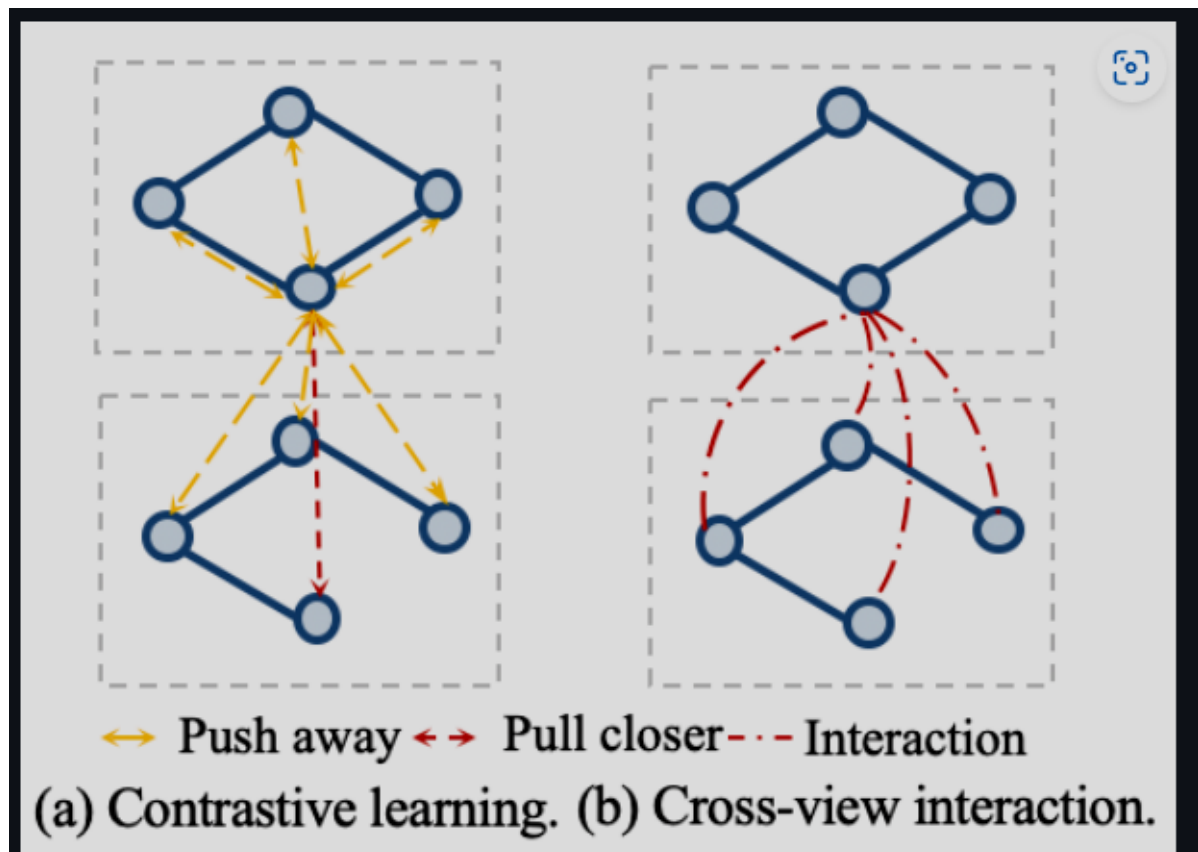 Push away Pull closer Interaction
(a) Contrastive learning. (b) Cross-view interaction.